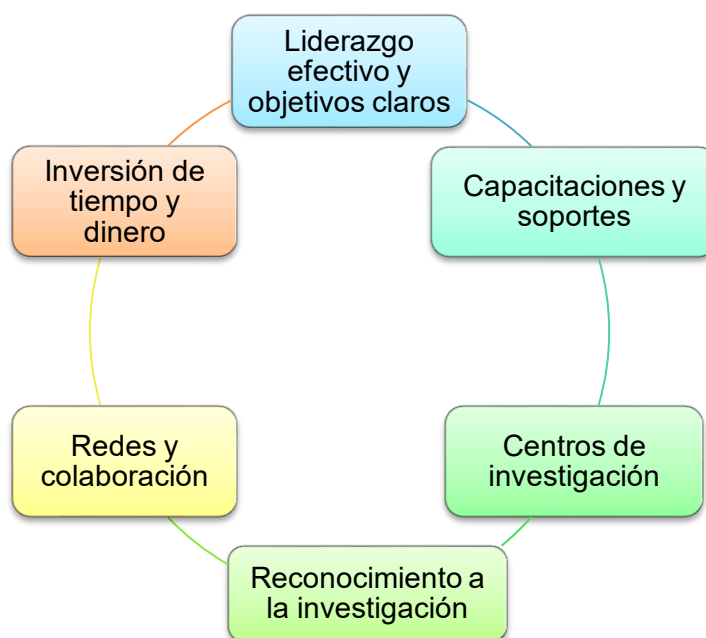 Liderazgo
efectivo y
objetivos claros
Capacitaciones y
soportes
Centros de
investigación
Reconocimiento a
la investigación
Redes y
colaboración
Inversión de
tiempo y
dinero